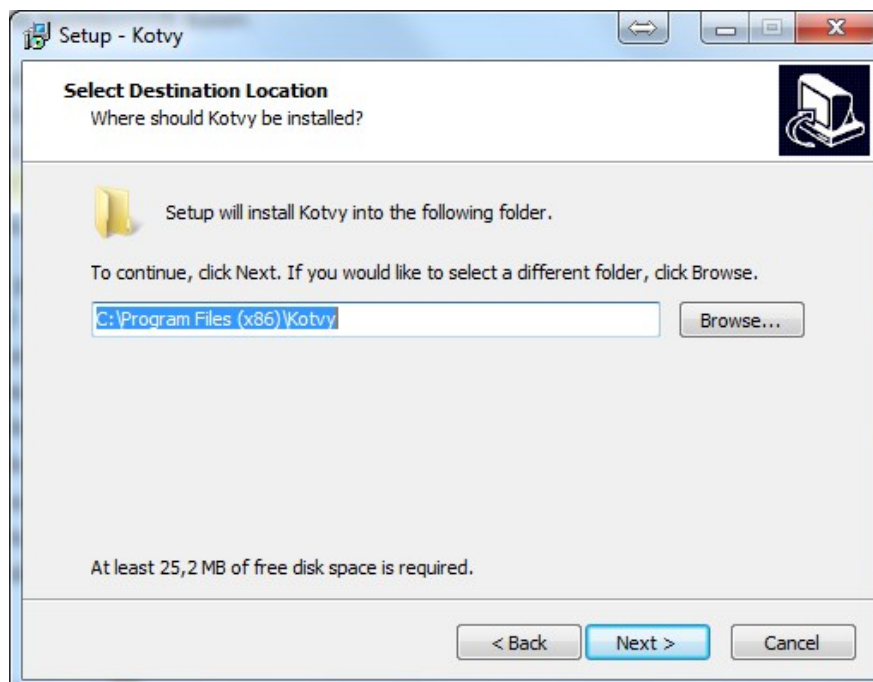 Setup - Kotvy
Select Destination Location
Where should Kotvy be installed?
Setup will install Kotvy into the following folder.
To continue, click Next. If you would like to select a different folder, click Browse.
C:\Program Files (x86)\Kotvy
Browse...
At least 25,2 MB of free disk space is required.
< Back
Next >
Cancel